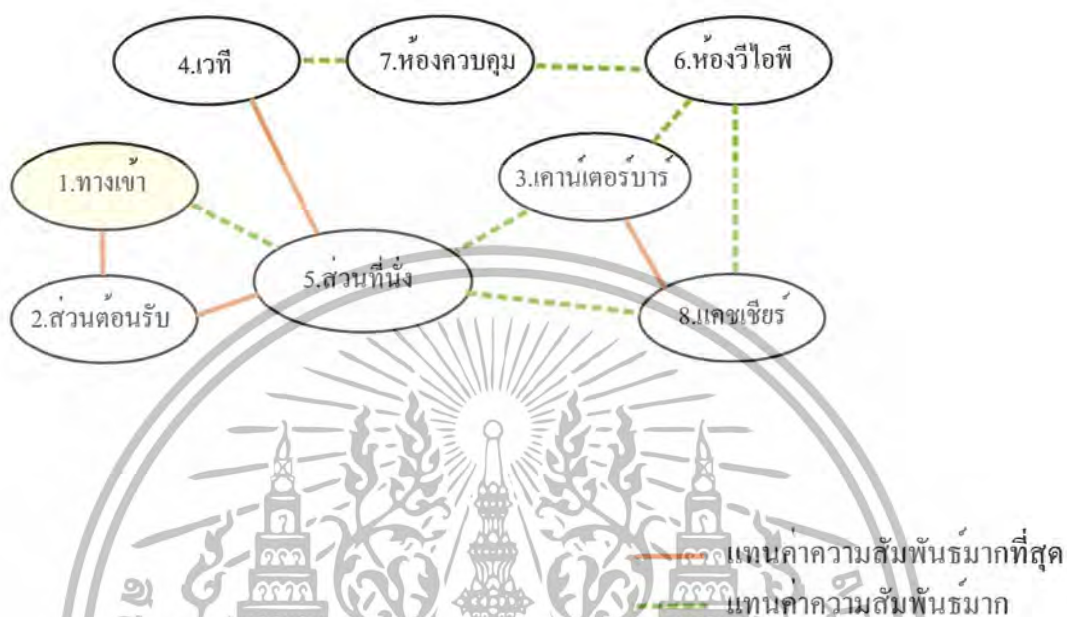 4.เวที
7.ห้องควบคุม
6.ห้องวีไอพี
1.ทางเข้า
3.เคาน์เตอร์บาร์
5.ส่วนที่นั่ง
2.ส่วนต้อนรับ
8.แคชเชียร์
แทนค่าความสัมพันธ์มากที่สุด
แทนค่าความสัมพันธ์มาก